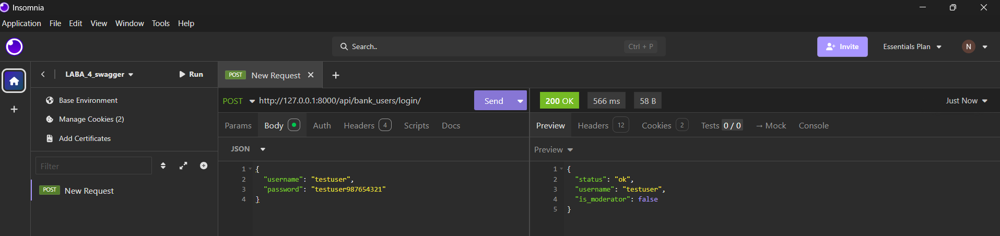 Insomnia
Application File Edit View Window Tools Help
Search.. Ctrl + P Invite Essentials Plan N
LABA_4_swagger Run
POST New Request
Base Environment
Manage Cookies (2)
Add Certificates
Filter
POST New Request
POST http://127.0.0.1:8000/api/bank_users/login/ Send
Params Body Auth Headers 4 Scripts Docs
JSON
1 {
2 "username": "testuser",
3 "password": "testuser987654321"
4 }
200 OK 566 ms 58 B Just Now
Preview Headers 12 Cookies 2 Tests 0 / 0 → Mock Console
Preview
1 {
2 "status": "ok",
3 "username": "testuser",
4 "is_moderator": false
5 }